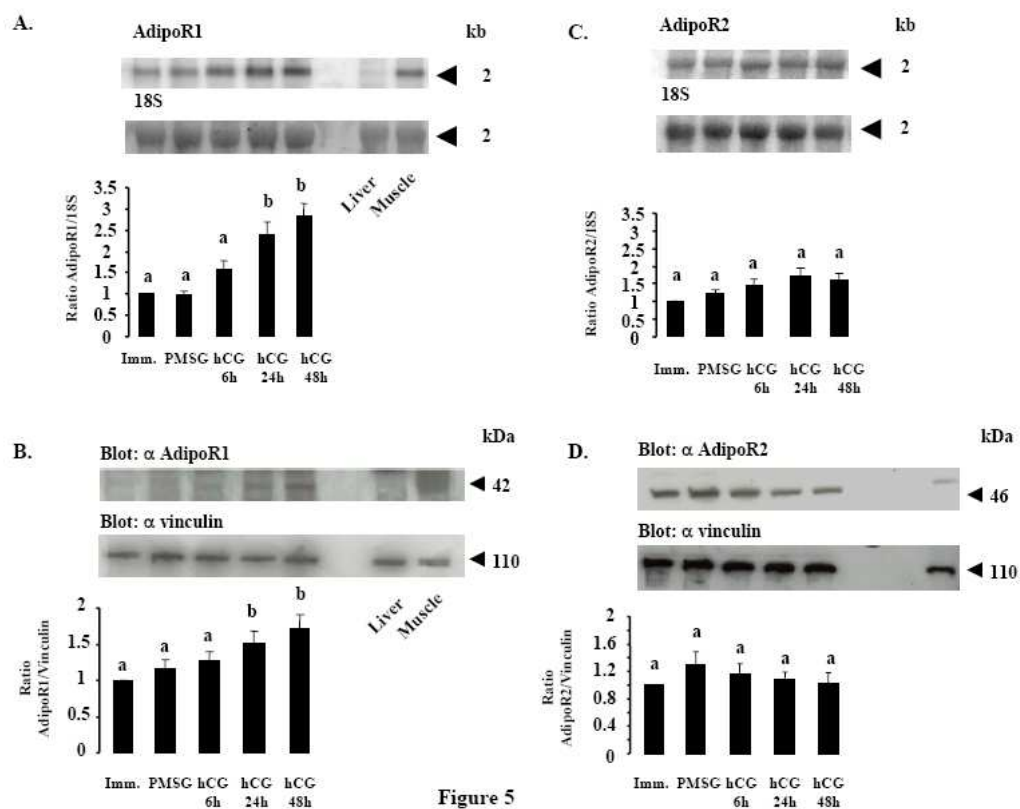 A.
AdipoR1 kb
2
18S
2
Ratio AdipoR1/18S
3.5
3
2.5
2
1.5
1
0.5
0
a a a b b
Liver Muscle
Imm. PMSG hCG 6h hCG 24h hCG 48h
C.
AdipoR2 kb
2
18S
2
Ratio AdipoR2/18S
3.5
3
2.5
2
1.5
1
0.5
0
a a a a a
Imm. PMSG hCG 6h hCG 24h hCG 48h
B.
kDa
Blot: α AdipoR1
42
Blot: α vinculin
110
Ratio
AdipoR1/Vinculin
2
1.5
1
0.5
0
a a a b b
Liver Muscle
Imm. PMSG hCG 6h hCG 24h hCG 48h
D.
kDa
Blot: α AdipoR2
46
Blot: α vinculin
110
Ratio
AdipoR2/Vinculin
2
1.6
1.2
0.8
0.4
0
a a a a a
Imm. PMSG hCG 6h hCG 24h hCG 48h
Figure 5